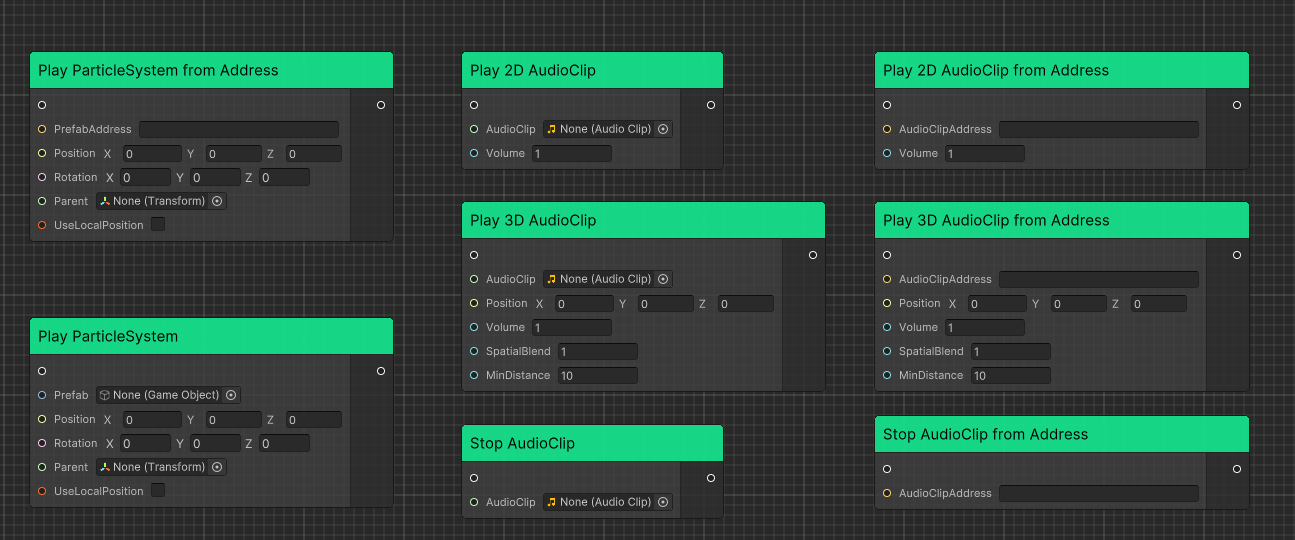 Play ParticleSystem from Address
PrefabAddress
Position X 0 Y 0 Z 0
Rotation X 0 Y 0 Z 0
Parent None (Transform)
UseLocalPosition
Play ParticleSystem
Prefab None (Game Object)
Position X 0 Y 0 Z 0
Rotation X 0 Y 0 Z 0
Parent None (Transform)
UseLocalPosition
Play 2D AudioClip
AudioClip None (Audio Clip)
Volume 1
Play 3D AudioClip
AudioClip None (Audio Clip)
Position X 0 Y 0 Z 0
Volume 1
SpatialBlend 1
MinDistance 10
Stop AudioClip
AudioClip None (Audio Clip)
Play 2D AudioClip from Address
AudioClipAddress
Volume 1
Play 3D AudioClip from Address
AudioClipAddress
Position X 0 Y 0 Z 0
Volume 1
SpatialBlend 1
MinDistance 10
Stop AudioClip from Address
AudioClipAddress